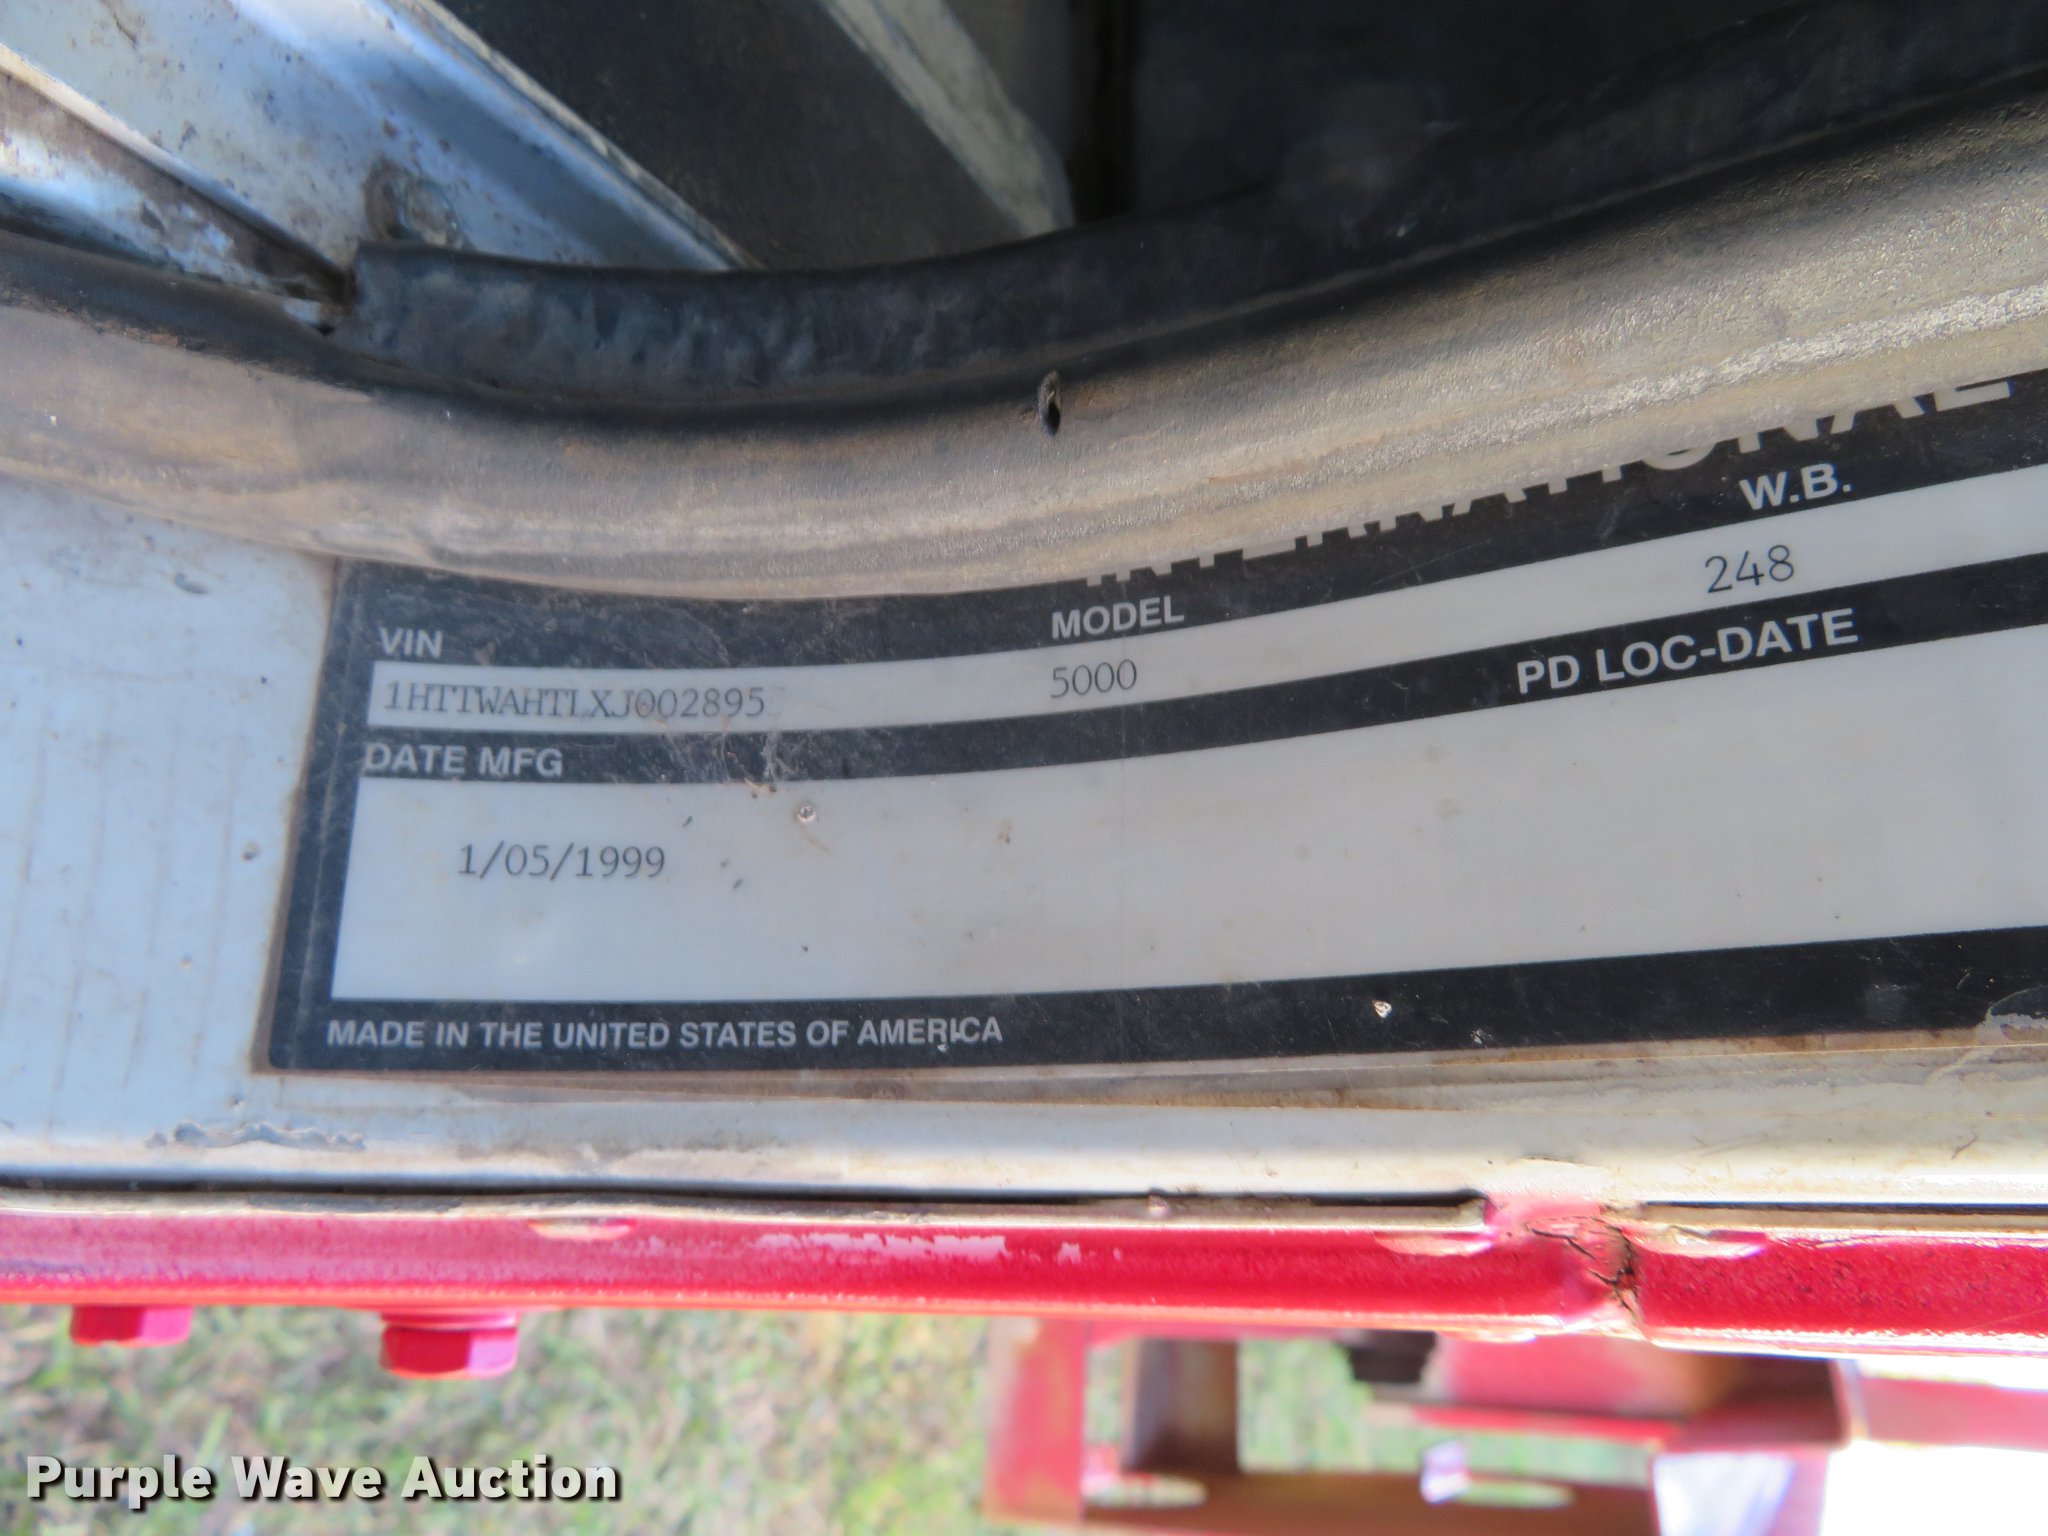 INTERNATIONAL
VIN MODEL W.B.
1HTTWAHTLXJ002895 5000 248
DATE MFG PD LOC-DATE
1/05/1999
MADE IN THE UNITED STATES OF AMERICA
Purple Wave Auction